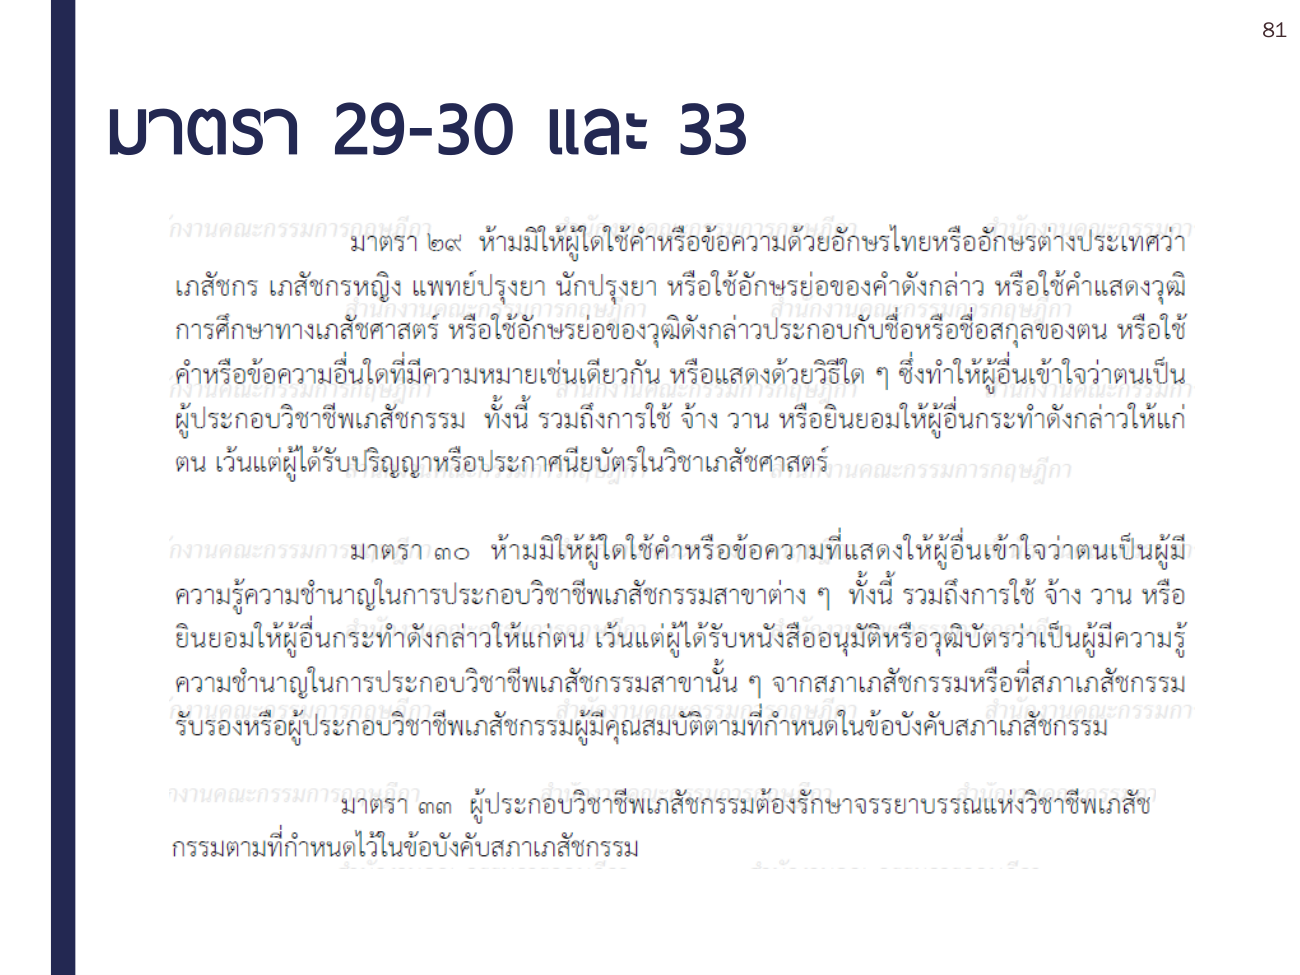 81
มาตรา 29-30 และ 33
มาตรา ๒๙ ห้ามมิให้ผู้ใดใช้คำหรือข้อความด้วยอักษรไทยหรืออักษรต่างประเทศว่า
เภสัชกร เภสัชกรหญิง แพทย์ปรุงยา นักปรุงยา หรือใช้อักษรย่อของคำดังกล่าว หรือใช้คำแสดงวุฒิ
การศึกษาทางเภสัชศาสตร์ หรือใช้อักษรย่อของวุฒิดังกล่าวประกอบกับชื่อหรือชื่อสกุลของตน หรือใช้
คำหรือข้อความอื่นใดที่มีความหมายเช่นเดียวกัน หรือแสดงด้วยวิธีใด ๆ ซึ่งทำให้ผู้อื่นเข้าใจว่าตนเป็น
ผู้ประกอบวิชาชีพเภสัชกรรม ทั้งนี้ รวมถึงการใช้ จ้าง วาน หรือยินยอมให้ผู้อื่นกระทำดังกล่าวให้แก่
ตน เว้นแต่ผู้ได้รับปริญญาหรือประกาศนียบัตรในวิชาเภสัชศาสตร์
มาตรา ๓๐ ห้ามมิให้ผู้ใดใช้คำหรือข้อความที่แสดงให้ผู้อื่นเข้าใจว่าตนเป็นผู้มี
ความรู้ความชำนาญในการประกอบวิชาชีพเภสัชกรรมสาขาต่าง ๆ ทั้งนี้ รวมถึงการใช้ จ้าง วาน หรือ
ยินยอมให้ผู้อื่นกระทำดังกล่าวให้แก่ตน เว้นแต่ผู้ได้รับหนังสืออนุมัติหรือวุฒิบัตรว่าเป็นผู้มีความรู้
ความชำนาญในการประกอบวิชาชีพเภสัชกรรมสาขานั้น ๆ จากสภาเภสัชกรรมหรือที่สภาเภสัชกรรม
รับรองหรือผู้ประกอบวิชาชีพเภสัชกรรมผู้มีคุณสมบัติตามที่กำหนดในข้อบังคับสภาเภสัชกรรม
มาตรา ๓๓ ผู้ประกอบวิชาชีพเภสัชกรรมต้องรักษาจรรยาบรรณแห่งวิชาชีพเภสัช
กรรมตามที่กำหนดไว้ในข้อบังคับสภาเภสัชกรรม